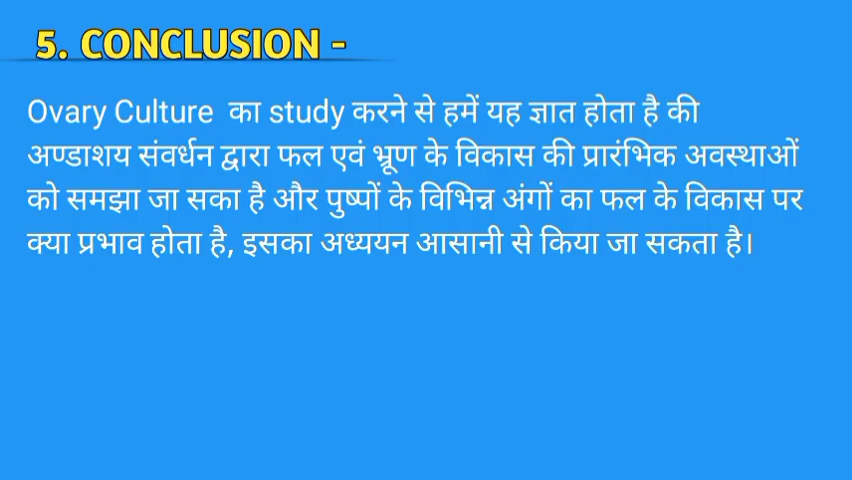 5. CONCLUSION -
Ovary Culture का study करने से हमें यह ज्ञात होता है की
अण्डाशय संवर्धन द्वारा फल एवं भ्रूण के विकास की प्रारंभिक अवस्थाओं
को समझा जा सका है और पुष्पों के विभिन्न अंगों का फल के विकास पर
क्या प्रभाव होता है, इसका अध्ययन आसानी से किया जा सकता है।